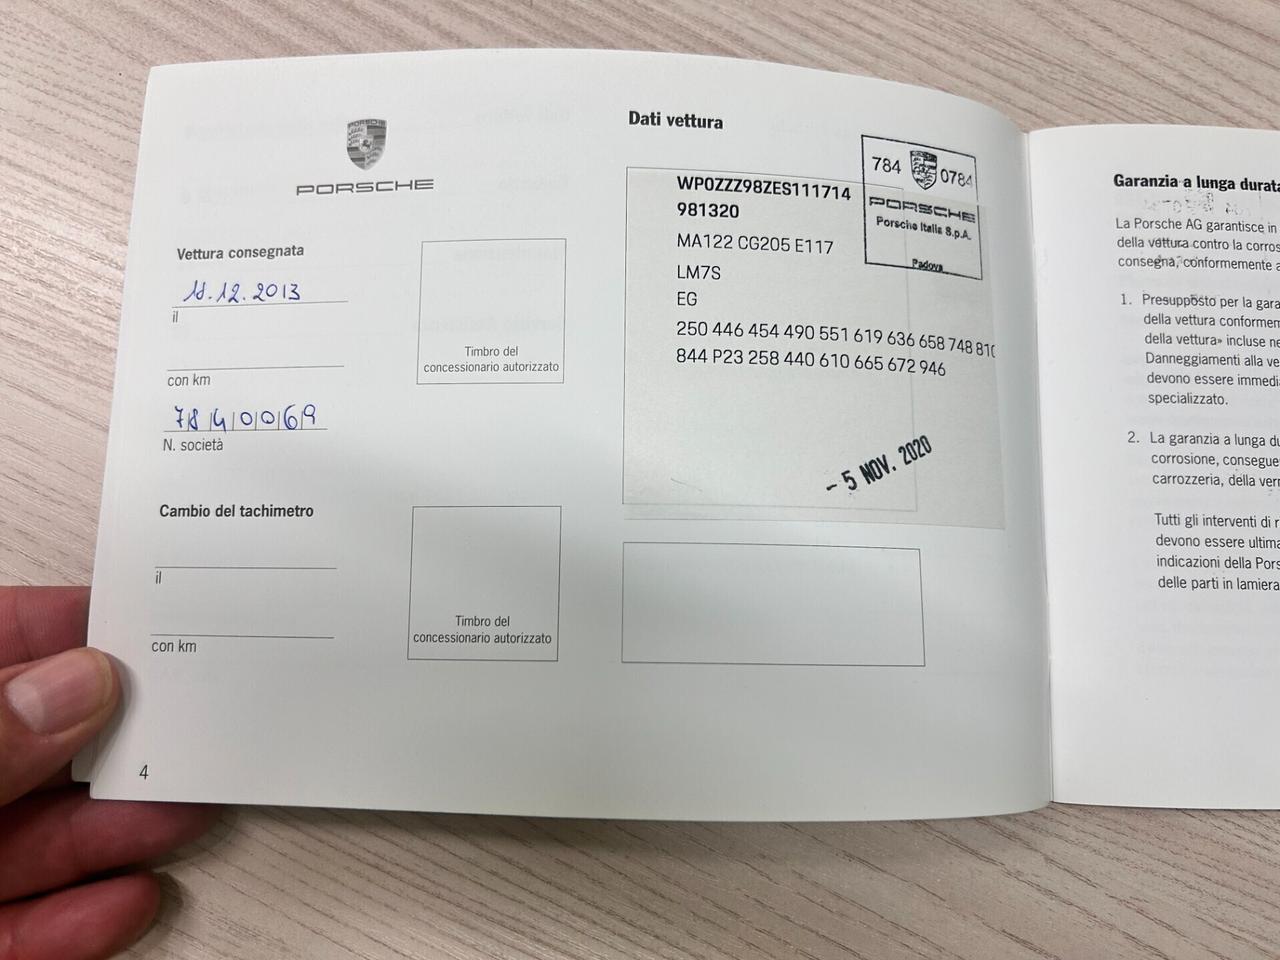 PORSCHE
PORSCHE
Vettura consegnata
11.12.2013
il
con km
7840069
N. società
Timbro del
concessionario autorizzato
Cambio del tachimetro
il
con km
Timbro del
concessionario autorizzato
4
Dati vettura
WP0ZZZ98ZES111714
981320
MA122 CG205 E117
LM7S
EG
250 446 454 490 551 619 636 658 748 810
844 P23 258 440 610 665 672 946
784 0784
PORSCHE
Porsche Italia S.p.A.
Padova
- 5 NOV. 2020
Garanzia a lunga durata
La Porsche AG garantisce in
della vettura contro la corros
consegna, conformemente a
1. Presupposto per la gara
della vettura conformem
della vettura» incluse ne
Danneggiamenti alla ve
devono essere immedi
specializzato.
2. La garanzia a lunga du
corrosione, consegue
carrozzeria, della vern
Tutti gli interventi di r
devono essere ultima
indicazioni della Pors
delle parti in lamiera